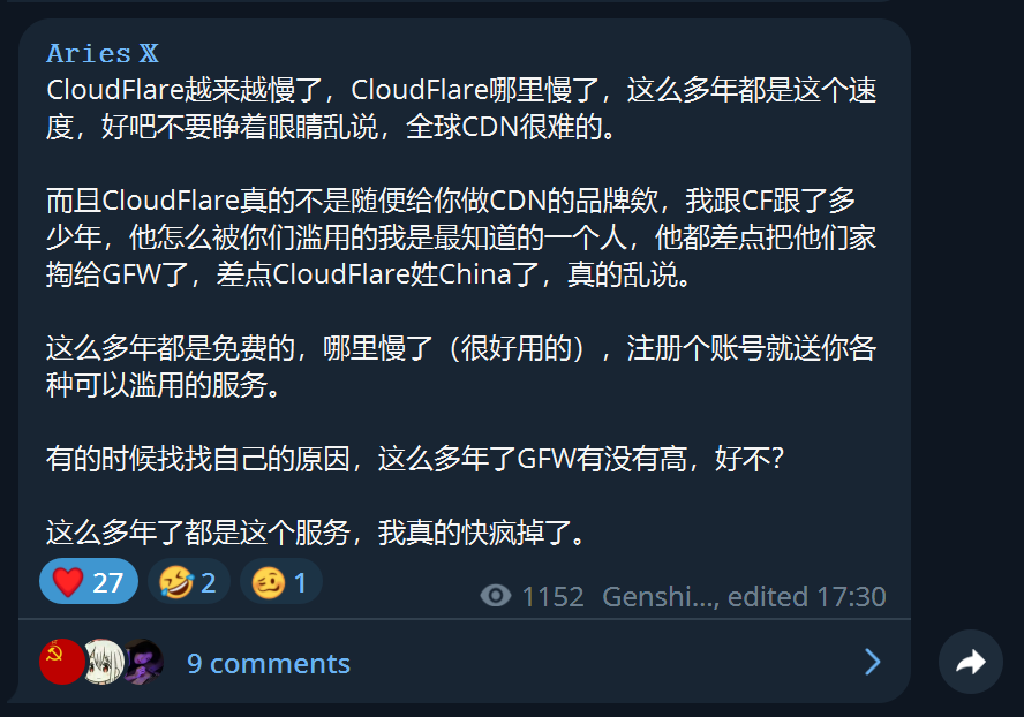 Aries 𝕏
CloudFlare越来越慢了，CloudFlare哪里慢了，这么多年都是这个速
度，好吧不要睁着眼睛乱说，全球CDN很难的。
而且CloudFlare真的不是随便给你做CDN的品牌欸，我跟CF跟了多
少年，他怎么被你们滥用的我是最知道的一个人，他都差点把他们家
掏给GFW了，差点CloudFlare姓China了，真的乱说。
这么多年都是免费的，哪里慢了（很好用的），注册个账号就送你各
种可以滥用的服务。
有的时候找找自己的原因，这么多年了GFW有没有高，好不？
这么多年了都是这个服务，我真的快疯掉了。
27 2 1
1152 Genshi..., edited 17:30
9 comments